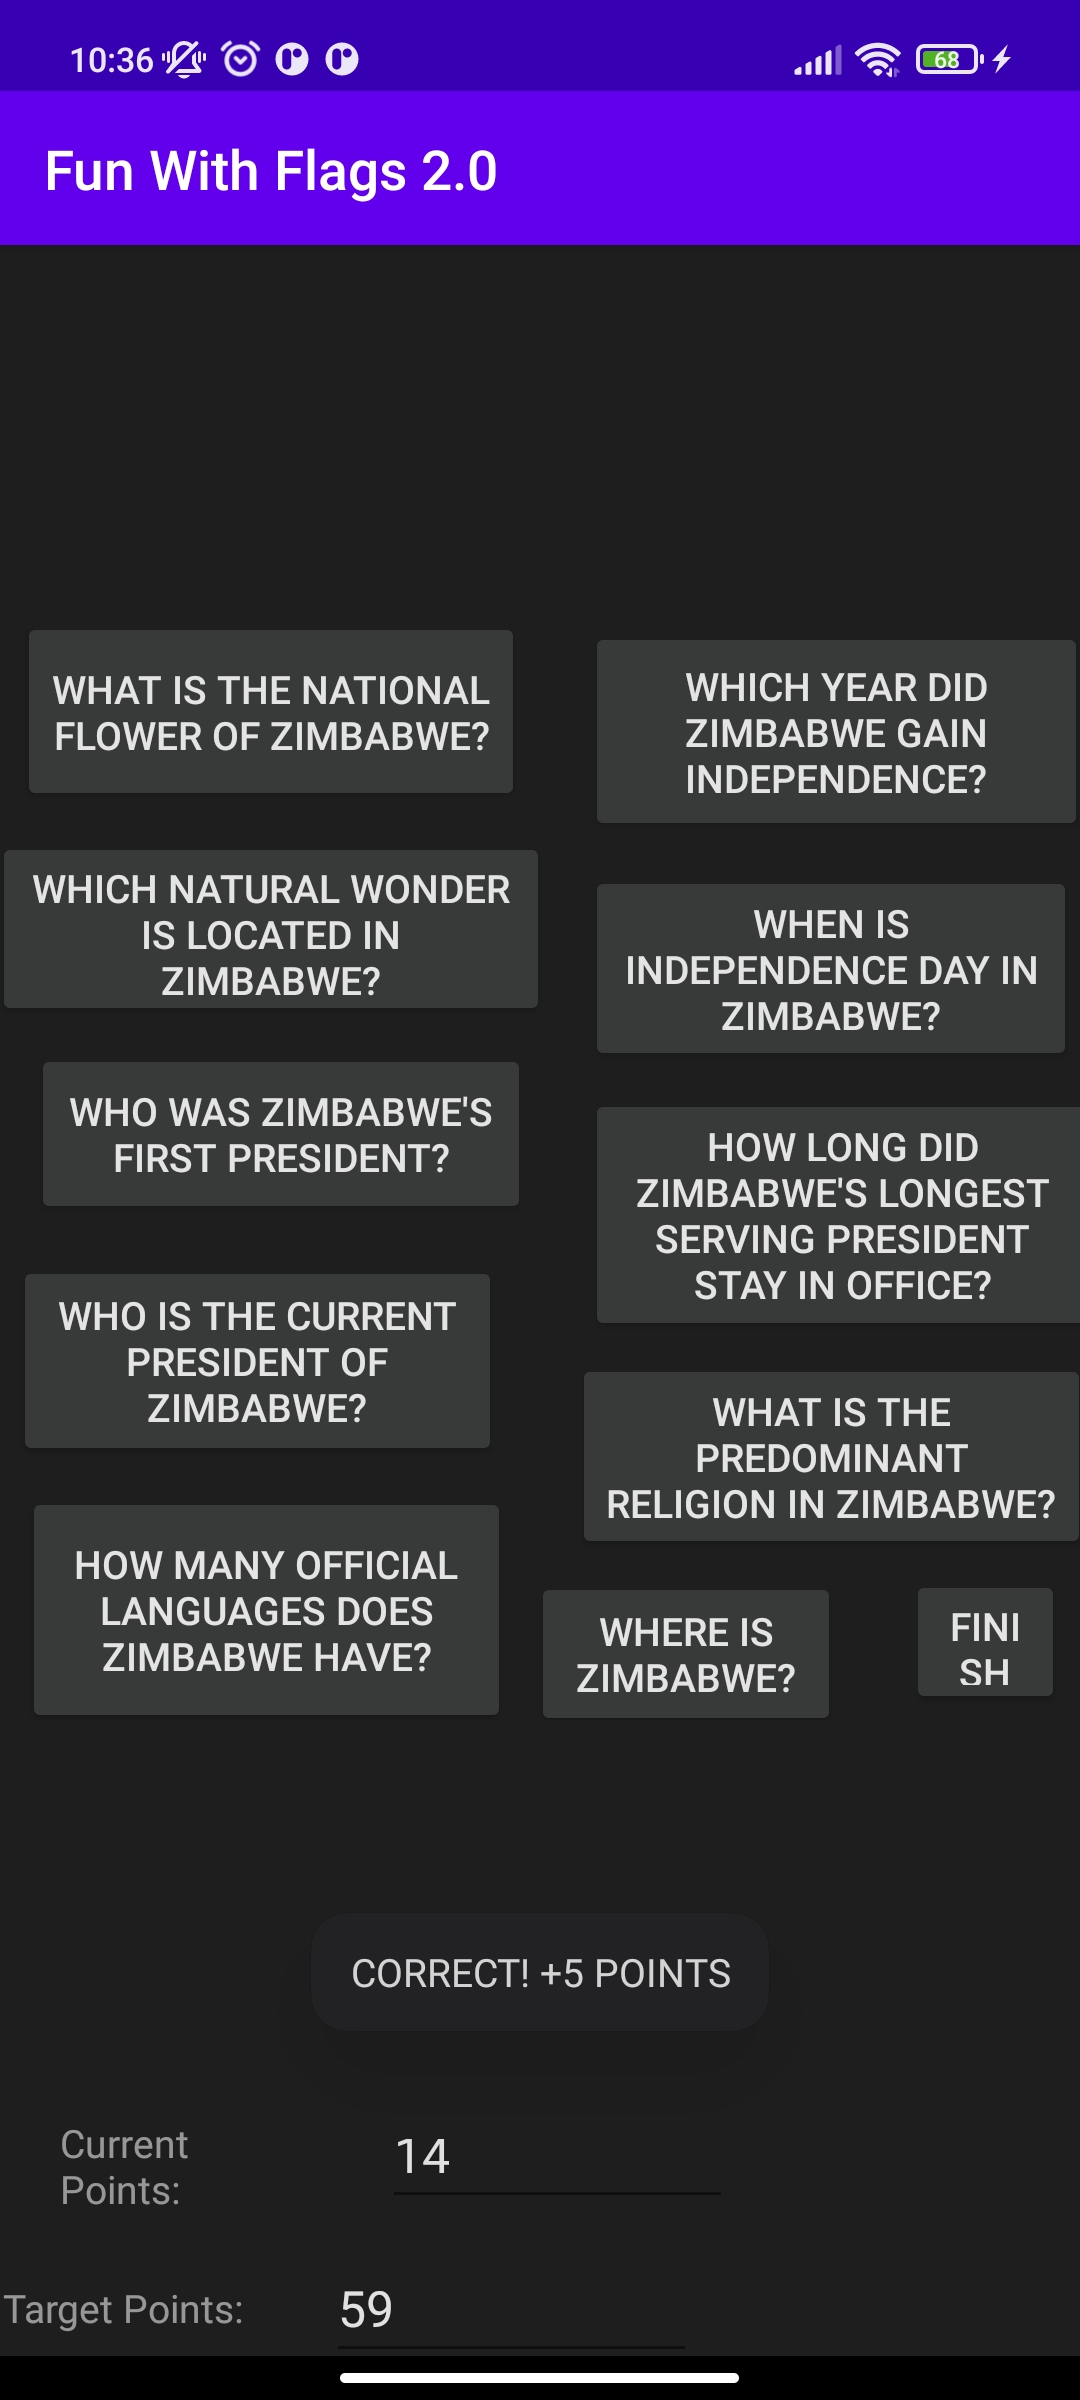 10:36
68
Fun With Flags 2.0
WHAT IS THE NATIONAL
FLOWER OF ZIMBABWE?
WHICH YEAR DID
ZIMBABWE GAIN
INDEPENDENCE?
WHICH NATURAL WONDER
IS LOCATED IN
ZIMBABWE?
WHEN IS
INDEPENDENCE DAY IN
ZIMBABWE?
WHO WAS ZIMBABWE'S
FIRST PRESIDENT?
HOW LONG DID
ZIMBABWE'S LONGEST
SERVING PRESIDENT
STAY IN OFFICE?
WHO IS THE CURRENT
PRESIDENT OF
ZIMBABWE?
WHAT IS THE
PREDOMINANT
RELIGION IN ZIMBABWE?
HOW MANY OFFICIAL
LANGUAGES DOES
ZIMBABWE HAVE?
WHERE IS
ZIMBABWE?
FINI
SH
CORRECT! +5 POINTS
Current
Points:
14
Target Points:
59